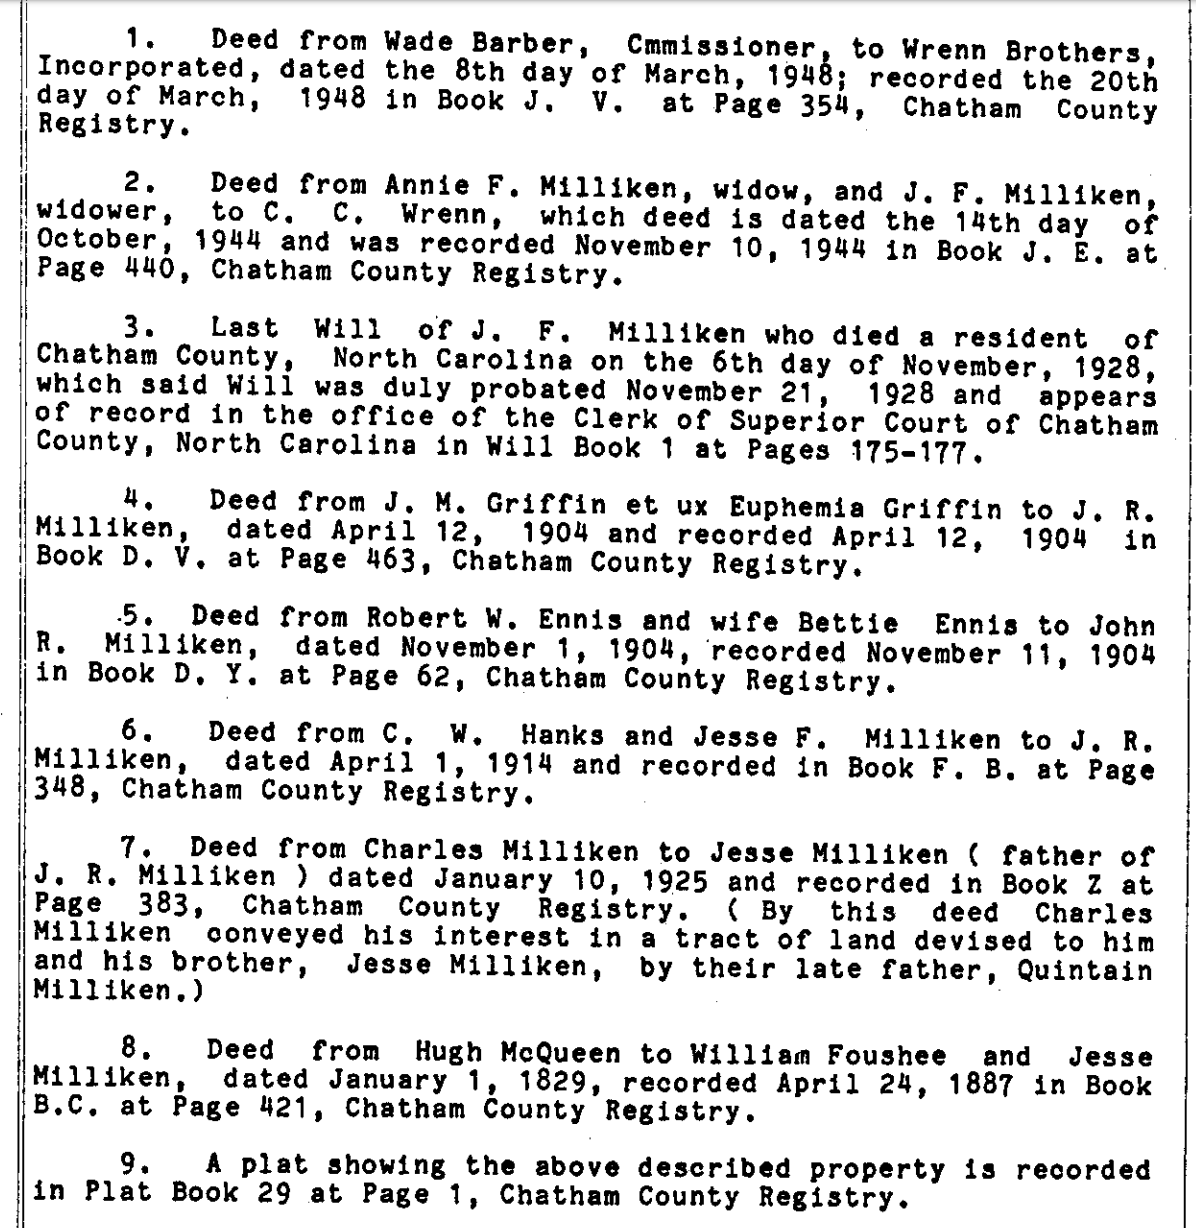 1. Deed from Wade Barber, Cmmissioner, to Wrenn Brothers,
Incorporated, dated the 8th day of March, 1948; recorded the 20th
day of March, 1948 in Book J. V. at Page 354, Chatham County
Registry.
2. Deed from Annie F. Milliken, widow, and J. F. Milliken,
widower, to C. C. Wrenn, which deed is dated the 14th day of
October, 1944 and was recorded November 10, 1944 in Book J. E. at
Page 440, Chatham County Registry.
3. Last Will of J. F. Milliken who died a resident of
Chatham County, North Carolina on the 6th day of November, 1928,
which said Will was duly probated November 21, 1928 and appears
of record in the office of the Clerk of Superior Court of Chatham
County, North Carolina in Will Book 1 at Pages 175-177.
4. Deed from J. M. Griffin et ux Euphemia Griffin to J. R.
Milliken, dated April 12, 1904 and recorded April 12, 1904 in
Book D. V. at Page 463, Chatham County Registry.
5. Deed from Robert W. Ennis and wife Bettie Ennis to John
R. Milliken, dated November 1, 1904, recorded November 11, 1904
in Book D. Y. at Page 62, Chatham County Registry.
6. Deed from C. W. Hanks and Jesse F. Milliken to J. R.
Milliken, dated April 1, 1914 and recorded in Book F. B. at Page
348, Chatham County Registry.
7. Deed from Charles Milliken to Jesse Milliken ( father of
J. R. Milliken ) dated January 10, 1925 and recorded in Book Z at
Page 383, Chatham County Registry. ( By this deed Charles
Milliken conveyed his interest in a tract of land devised to him
and his brother, Jesse Milliken, by their late father, Quintain
Milliken.)
8. Deed from Hugh McQueen to William Foushee and Jesse
Milliken, dated January 1, 1829, recorded April 24, 1887 in Book
B.C. at Page 421, Chatham County Registry.
9. A plat showing the above described property is recorded
in Plat Book 29 at Page 1, Chatham County Registry.